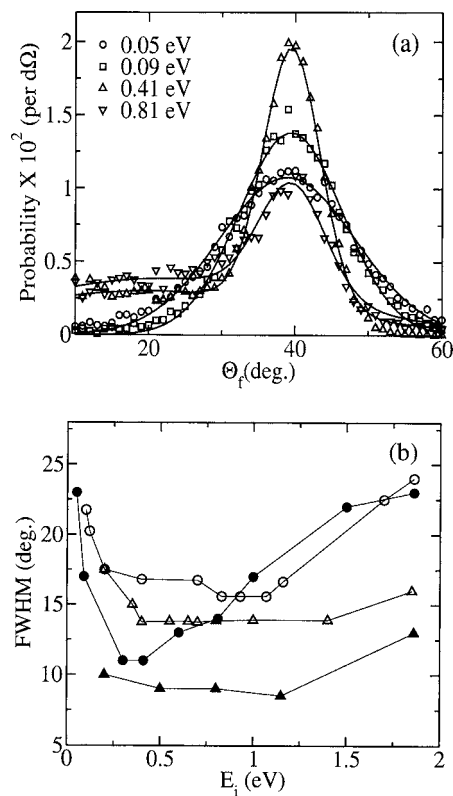 2
(a)
0.05 eV
0.09 eV
0.41 eV
0.81 eV
1.5
1
0.5
0
Probability X 10² (per dΩ)
20
40
60
Θf(deg.)
(b)
25
20
15
10
5
FWHM (deg.)
0
0.5
1
1.5
2
Ei (eV)